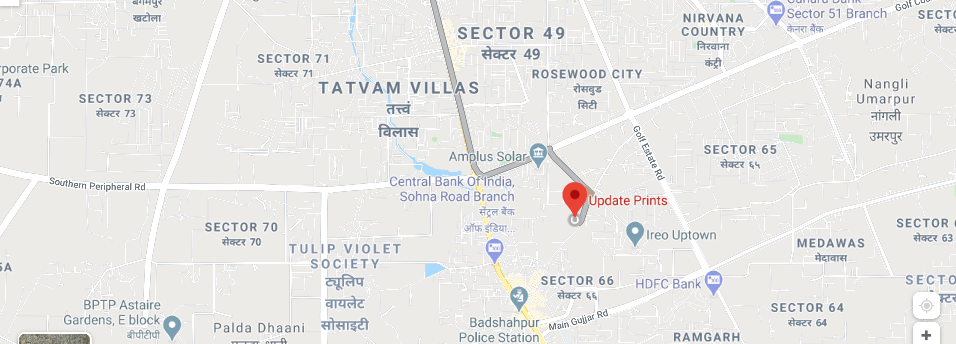 बेगमपुर
खटोला
SECTOR 49
सेक्टर 49
NIRVANA
COUNTRY
निरवाना
कंट्री
Canara Bank
Sector 51 Branch
केनरा बैंक
Golf Course
SECTOR 71
सेक्टर 71
ROSEWOOD CITY
रोसवुड
सिटी
orporate Park
74A
SECTOR 73
सेक्टर 73
TATVAM VILLAS
तत्त्वं
विलास
Nangli
Umarpur
नांगली
उमरपुर
Golf Estate Rd
Amplus Solar
SECTOR 65
सेक्टर ६५
Southern Peripheral Rd
Central Bank Of India,
Sohna Road Branch
सेंट्रल बैंक
ऑफ इंडिया...
Update Prints
SECTOR 70
सेक्टर 70
TULIP VIOLET
SOCIETY
ट्यूलिप
वायलेट
सोसाइटी
Ireo Uptown
MEDAWAS
मेदावास
SECTOR 6
सेक्टर 63
5A
SECTOR 66
सेक्टर ६६
HDFC Bank
BPTP Astaire
Gardens, E block
बीपीटीपी
Palda Dhaani
Badshahpur
Police Station
Main Gujjar Rd
SECTOR 64
सेक्टर 64
RAMGARH